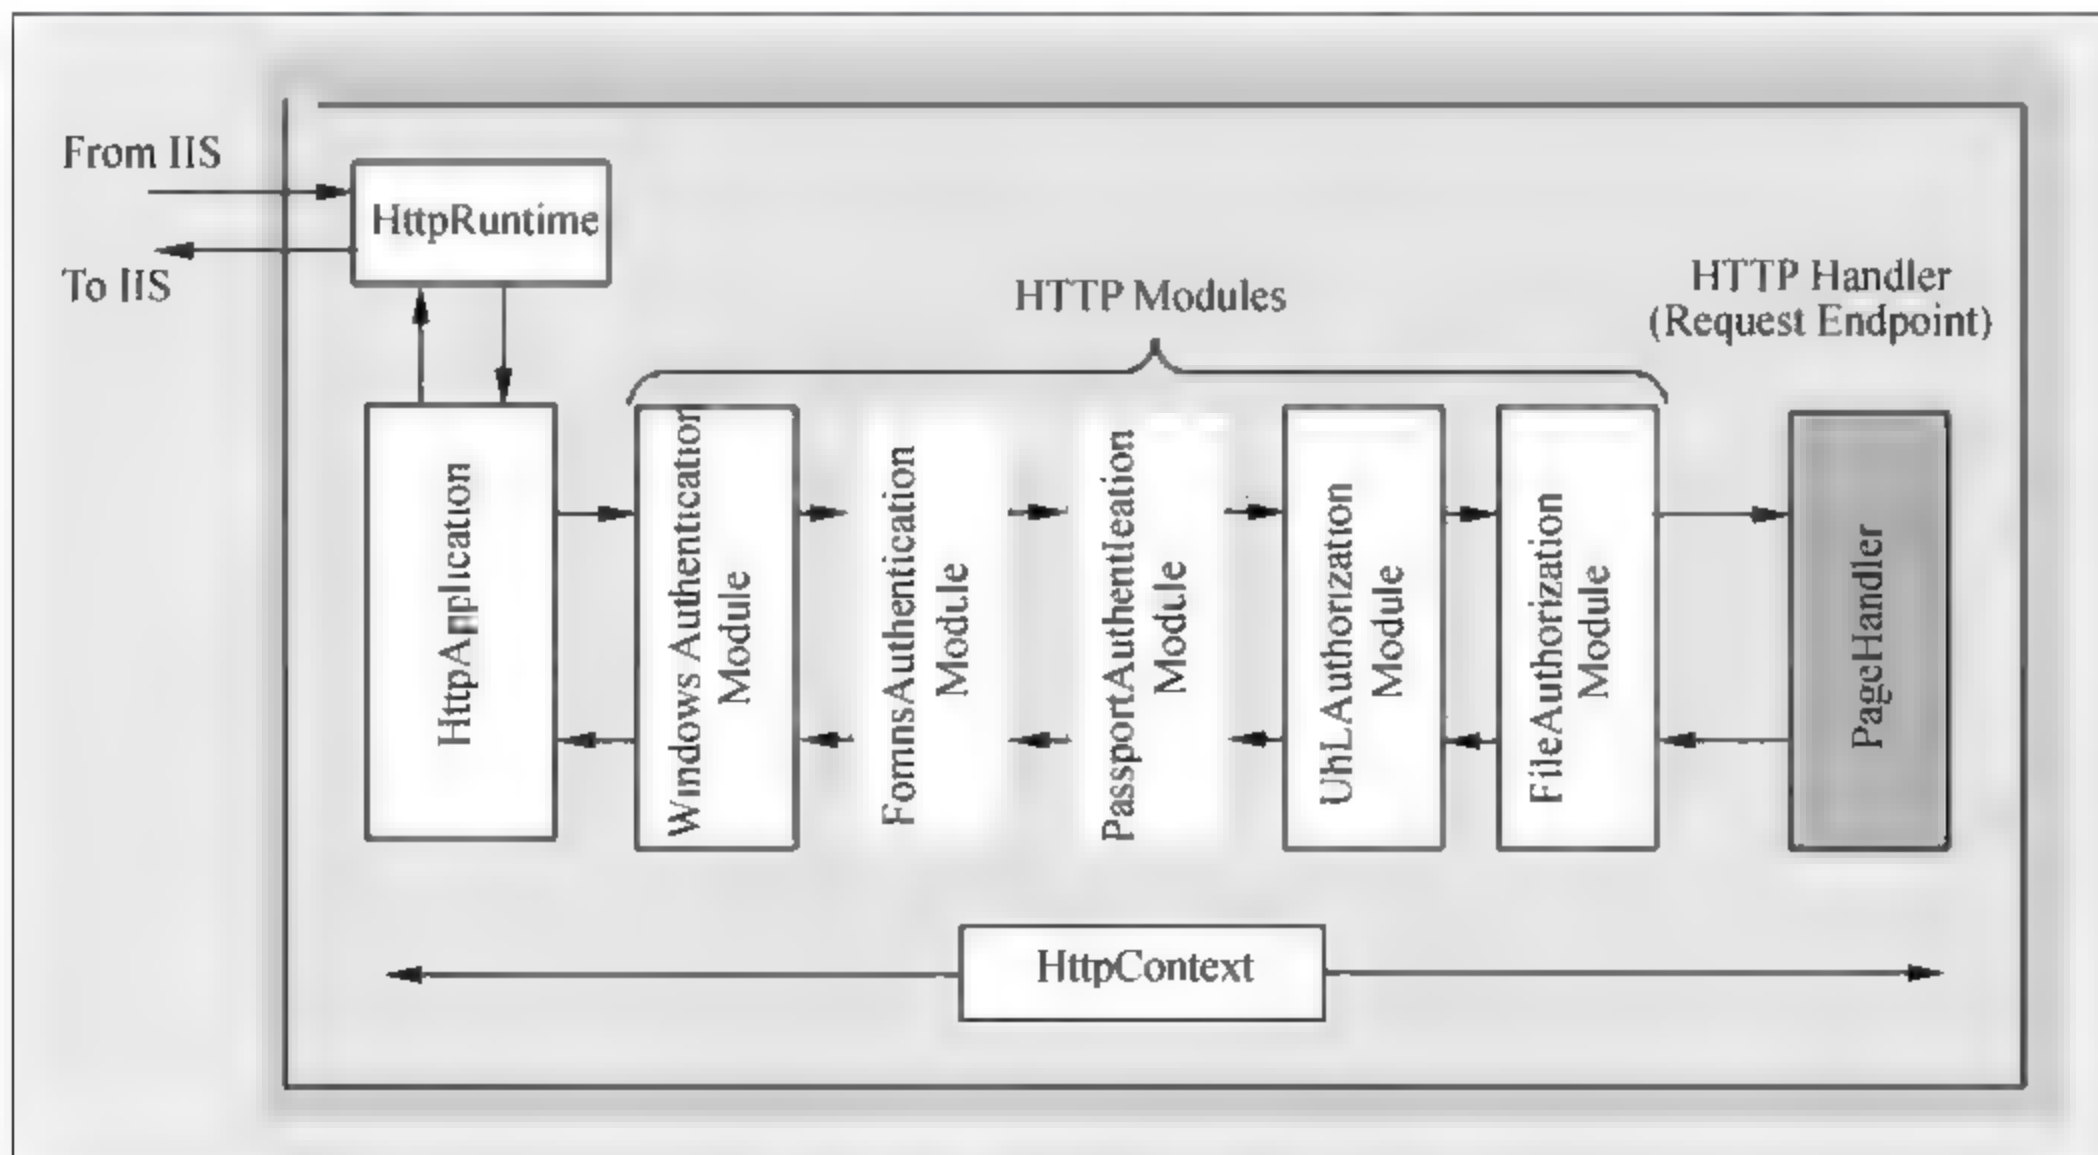 From IIS
To IIS
HttpRuntime
HTTP Modules
HTTP Handler
(Request Endpoint)
HttpApplication
Windows Authentication
Module
FomnsAuthentication
Module
PassportAuthentleation
Module
UhLAuthorization
Module
FileAuthorization
Module
PageHandler
HttpContext